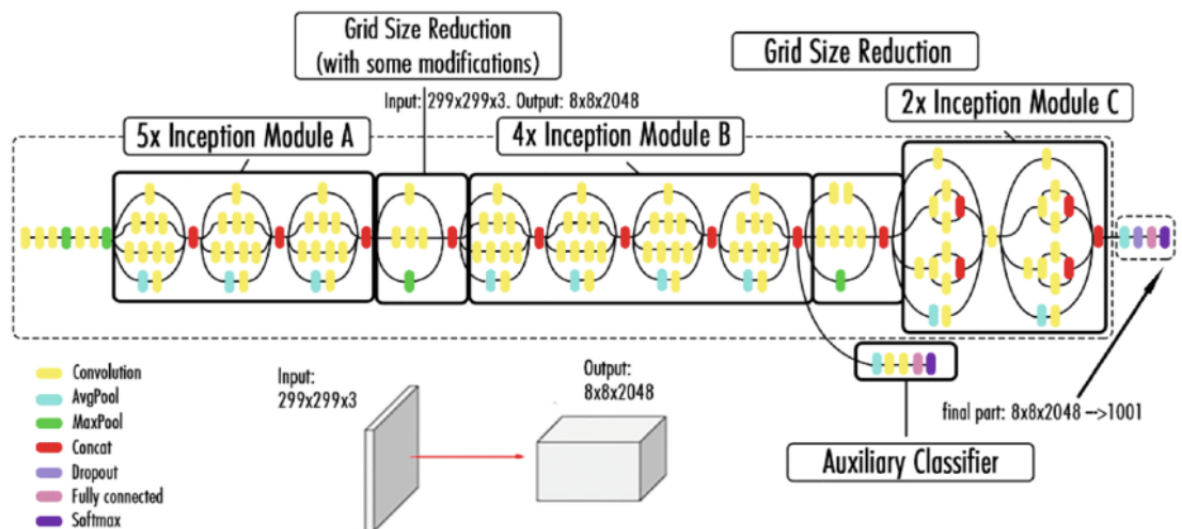 Grid Size Reduction
(with some modifications)
Grid Size Reduction
Input: 299x299x3. Output: 8x8x2048
5x Inception Module A
4x Inception Module B
2x Inception Module C
Convolution
AvgPool
MaxPool
Concat
Dropout
Fully connected
Softmax
Input:
299x299x3
Output:
8x8x2048
final part: 8x8x2048 -->1001
Auxiliary Classifier